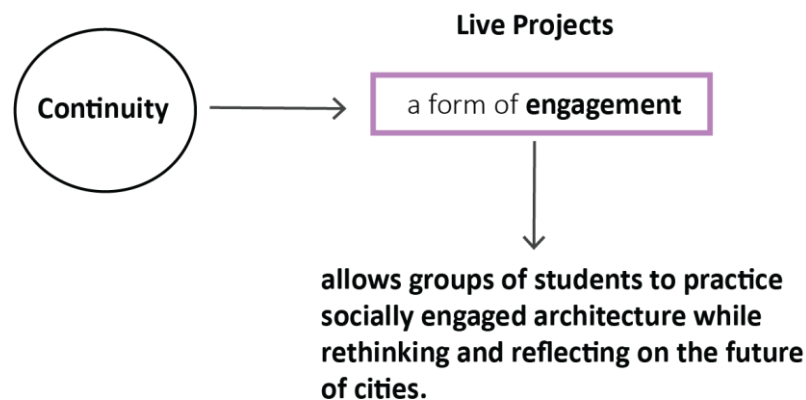 Live Projects
Continuity
a form of engagement
allows groups of students to practice
socially engaged architecture while
rethinking and reflecting on the future
of cities.